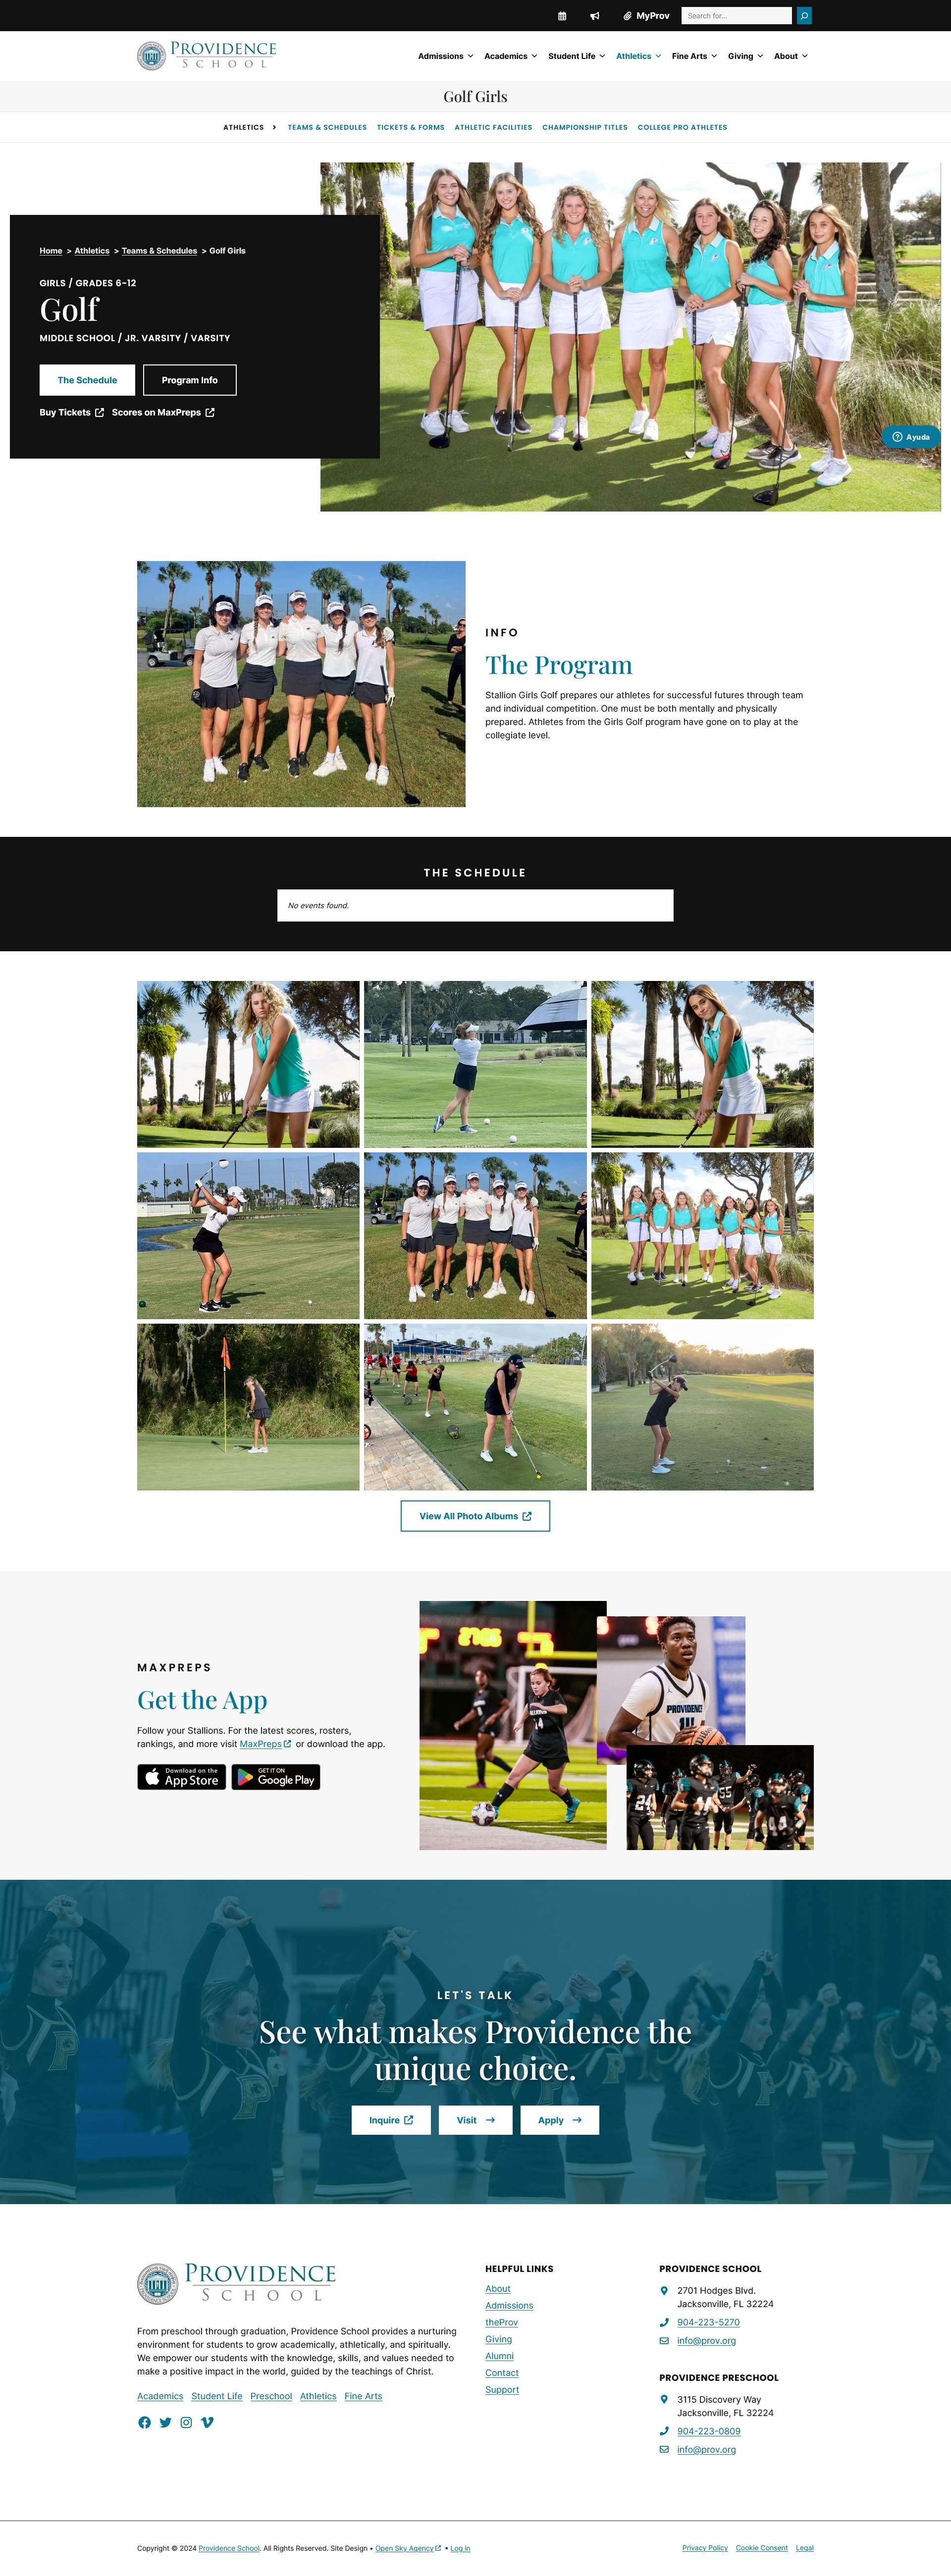 MyProv
Search for...
PROVIDENCE
SCHOOL
Admissions
Academics
Student Life
Athletics
Fine Arts
Giving
About
Golf Girls
ATHLETICS
TEAMS & SCHEDULES
TICKETS & FORMS
ATHLETIC FACILITIES
CHAMPIONSHIP TITLES
COLLEGE PRO ATHLETES
Home > Athletics > Teams & Schedules > Golf Girls
GIRLS / GRADES 6-12
Golf
MIDDLE SCHOOL / JR. VARSITY / VARSITY
The Schedule
Program Info
Buy Tickets
Scores on MaxPreps
Ayuda
INFO
The Program
Stallion Girls Golf prepares our athletes for successful futures through team
and individual competition. One must be both mentally and physically
prepared. Athletes from the Girls Golf program have gone on to play at the
collegiate level.
THE SCHEDULE
No events found.
View All Photo Albums
MAXPREPS
Get the App
Follow your Stallions. For the latest scores, rosters,
rankings, and more visit MaxPreps or download the app.
Download on the
App Store
GET IT ON
Google Play
PROVIDENCE
24
55
44
LET'S TALK
See what makes Providence the
unique choice.
Inquire
Visit
Apply
PROVIDENCE
SCHOOL
From preschool through graduation, Providence School provides a nurturing
environment for students to grow academically, athletically, and spiritually.
We empower our students with the knowledge, skills, and values needed to
make a positive impact in the world, guided by the teachings of Christ.
Academics
Student Life
Preschool
Athletics
Fine Arts
HELPFUL LINKS
About
Admissions
theProv
Giving
Alumni
Contact
Support
PROVIDENCE SCHOOL
2701 Hodges Blvd.
Jacksonville, FL 32224
904-223-5270
info@prov.org
PROVIDENCE PRESCHOOL
3115 Discovery Way
Jacksonville, FL 32224
904-223-0809
info@prov.org
Copyright © 2024 Providence School. All Rights Reserved. Site Design • Open Sky Agency • Log in
Privacy Policy
Cookie Consent
Legal